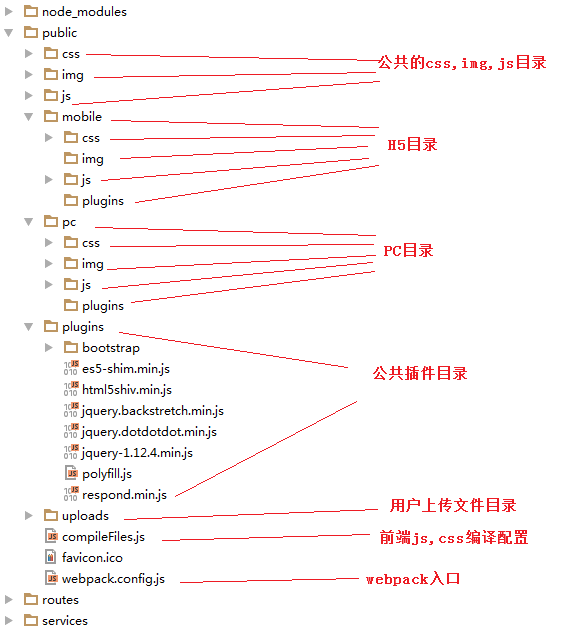 node_modules
public
css
公共的css,img,js目录
img
js
mobile
css
H5目录
img
js
plugins
pc
css
PC目录
img
js
plugins
plugins
bootstrap
es5-shim.min.js
公共插件目录
html5shiv.min.js
jquery.backstretch.min.js
jquery.dotdotdot.min.js
jquery-1.12.4.min.js
polyfill.js
respond.min.js
uploads
用户上传文件目录
compileFiles.js
前端js,css编译配置
favicon.ico
webpack.config.js
webpack入口
routes
services